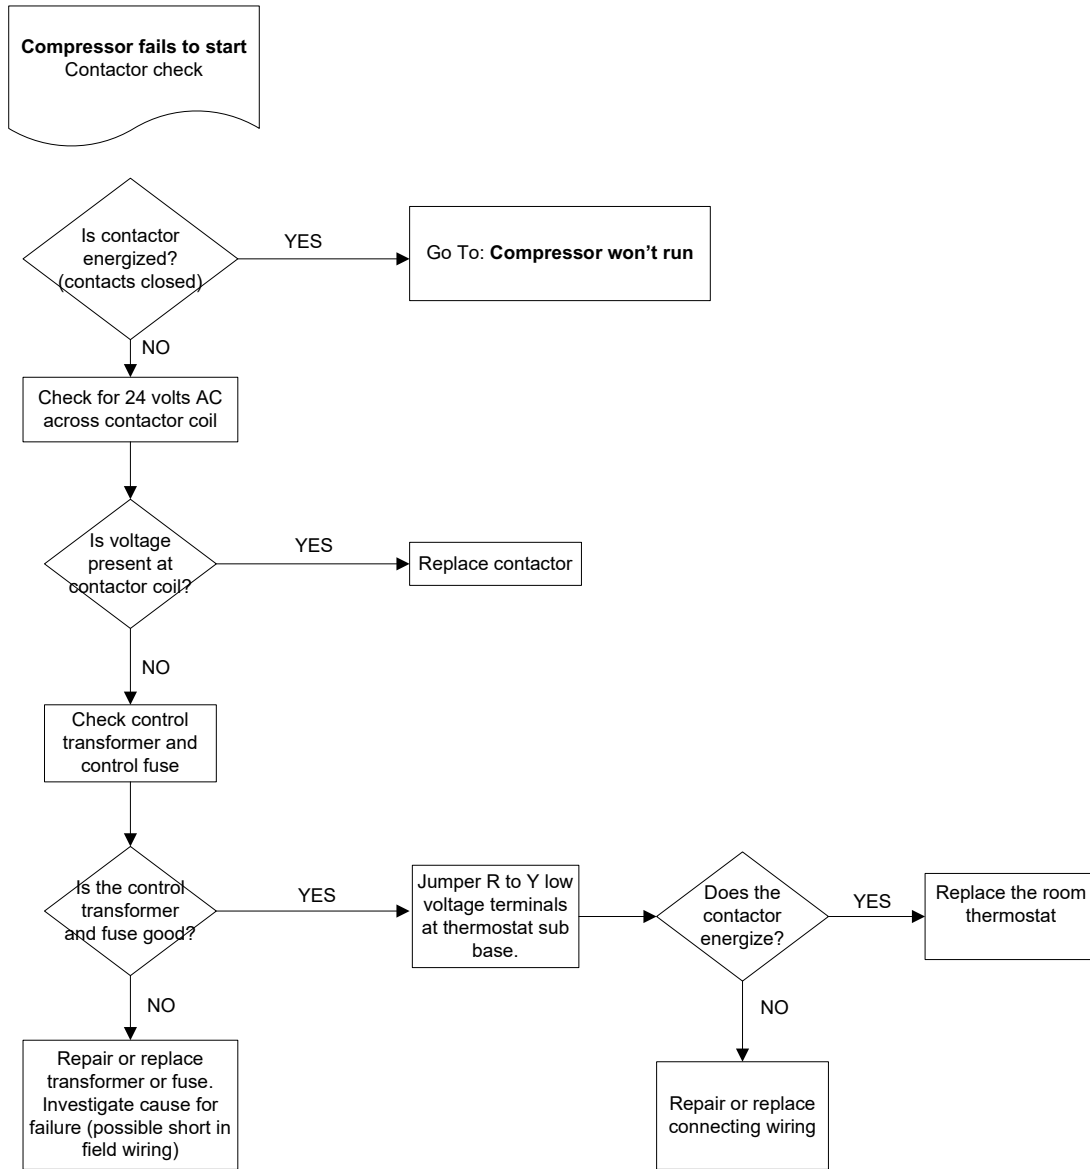 Compressor fails to start
Contactor check
Is contactor
energized?
(contacts closed)
YES
Go To: Compressor won’t run
NO
Check for 24 volts AC
across contactor coil
Is voltage
present at
contactor coil?
YES
Replace contactor
NO
Check control
transformer and
control fuse
Is the control
transformer
and fuse good?
YES
Jumper R to Y low
voltage terminals
at thermostat sub
base.
Does the
contactor
energize?
YES
Replace the room
thermostat
NO
Repair or replace
transformer or fuse.
Investigate cause for
failure (possible short in
field wiring)
NO
Repair or replace
connecting wiring